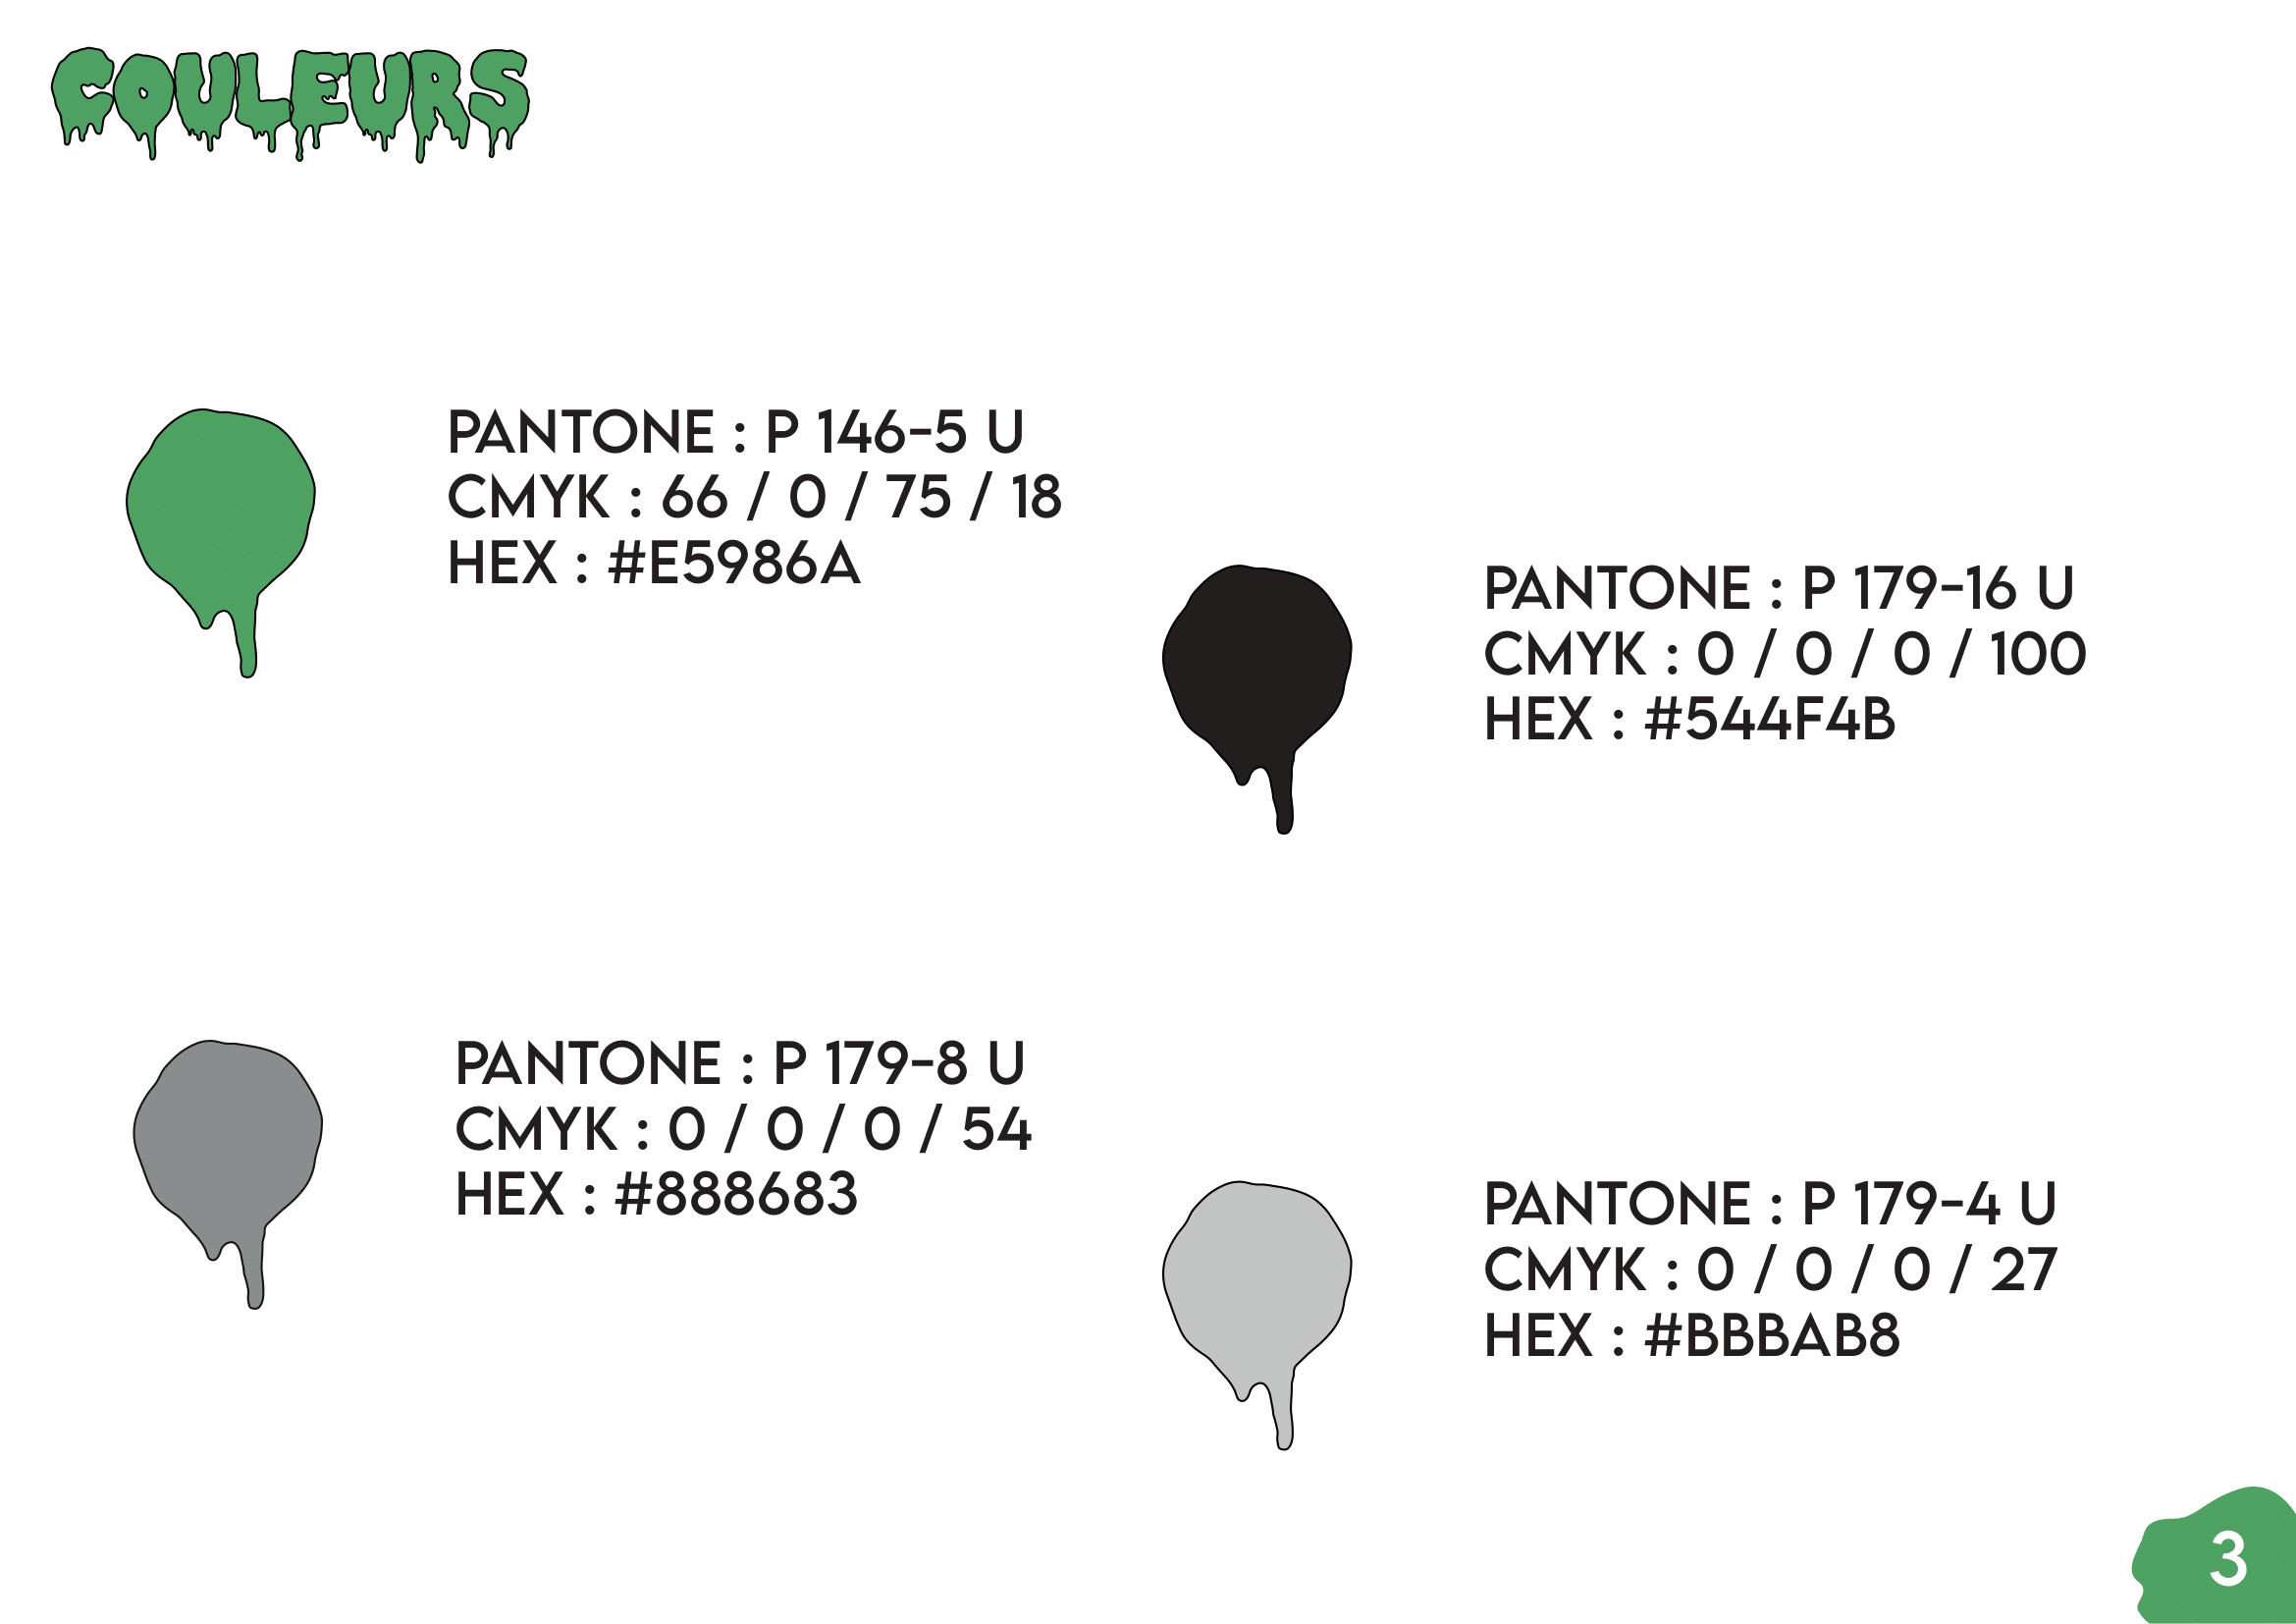 COULEURS
PANTONE : P 146-5 U
CMYK : 66 / 0 / 75 / 18
HEX : #E5986A
PANTONE : P 179-16 U
CMYK : 0 / 0 / 0 / 100
HEX : #544F4B
PANTONE : P 179-8 U
CMYK : 0 / 0 / 0 / 54
HEX : #888683
PANTONE : P 179-4 U
CMYK : 0 / 0 / 0 / 27
HEX : #BBBAB8
3